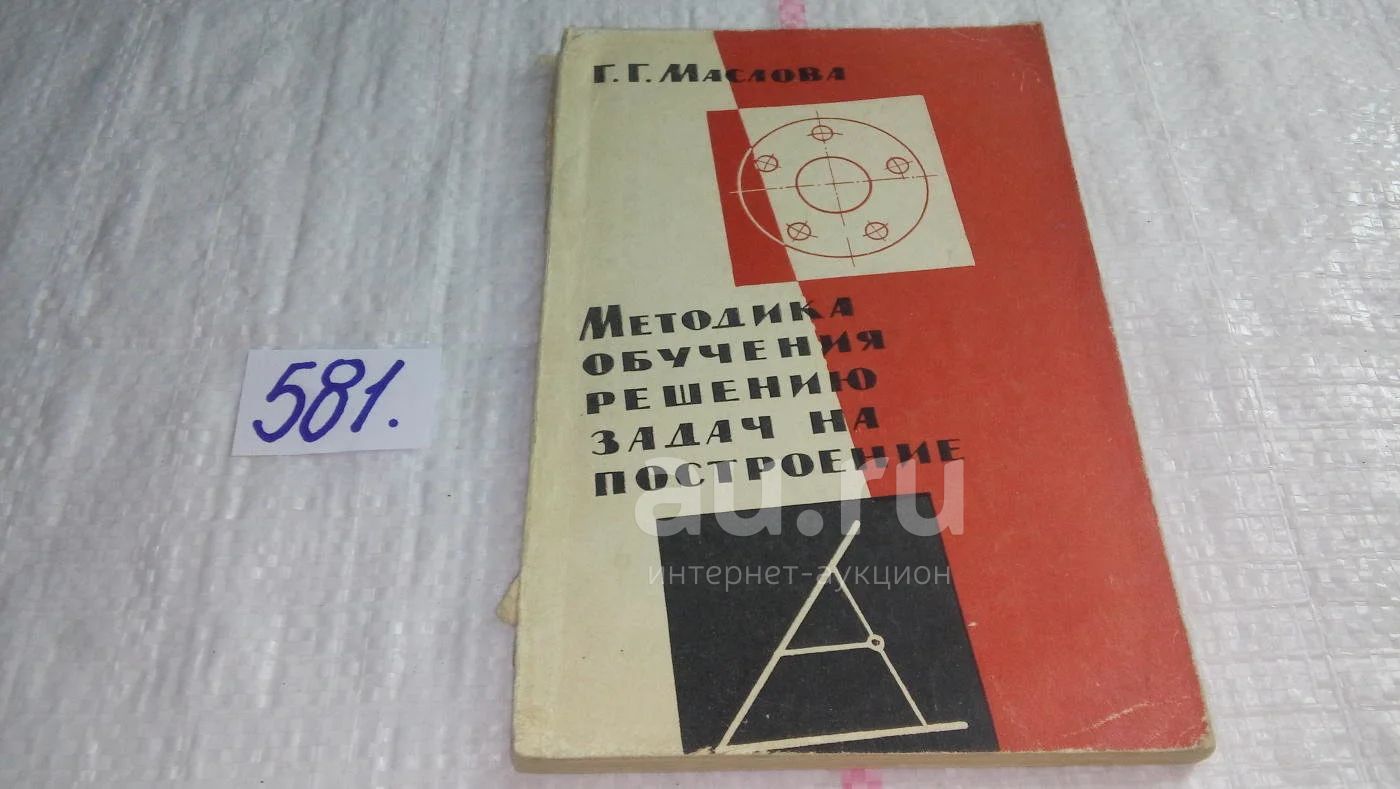 Г. Г. МАСЛОВА
МЕТОДИКА
ОБУЧЕНИЯ
РЕШЕНИЮ
ЗАДАЧ НА
ПОСТРОЕНИЕ
581.
au.ru
интернет-аукцион